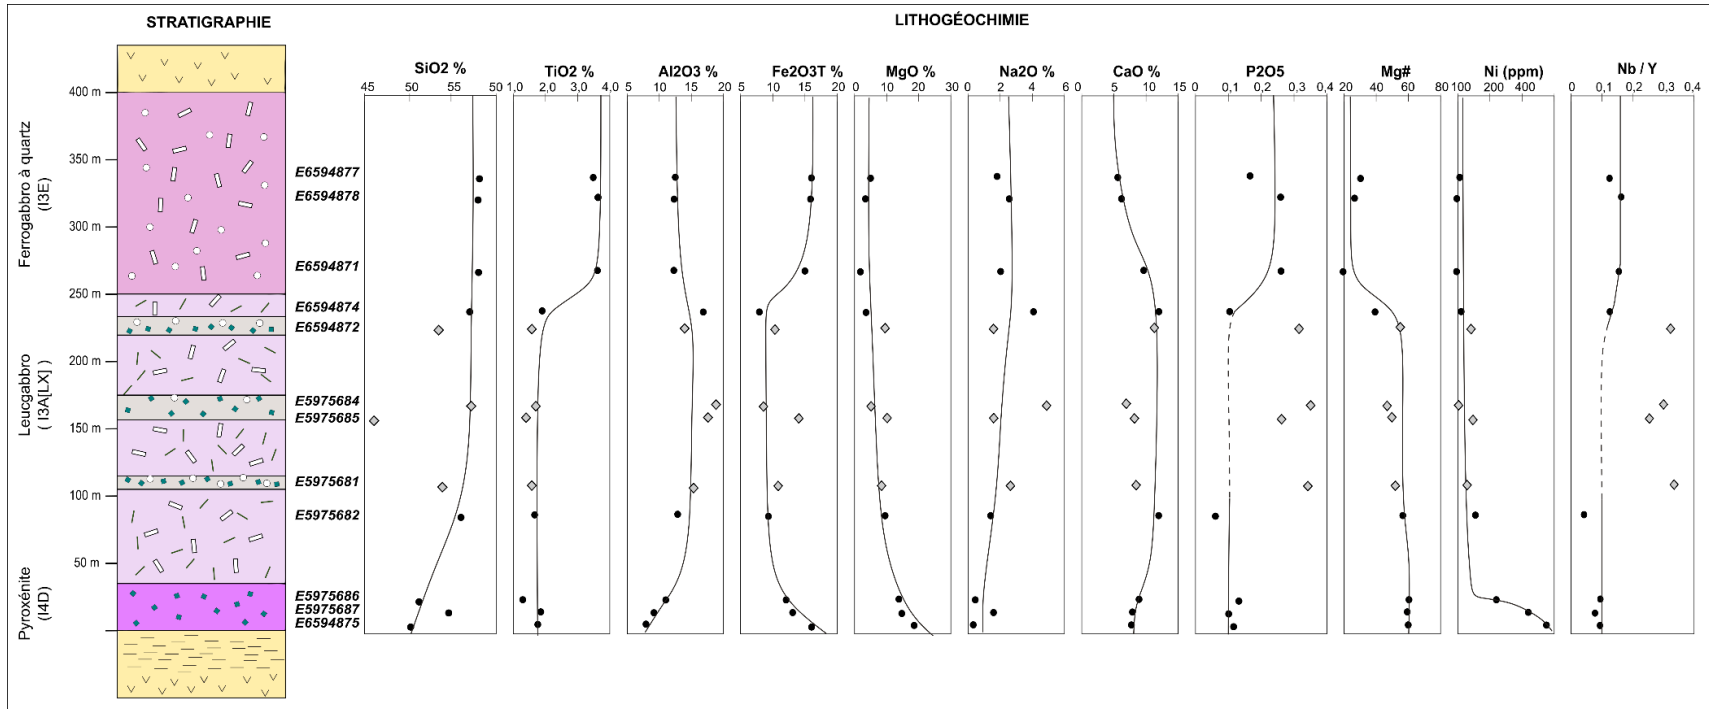 STRATIGRAPHIE
LITHOGÉOCHIMIE
SiO2 %
TiO2 %
Al2O3 %
Fe2O3T %
MgO %
Na2O %
CaO %
P2O5
Mg#
Ni (ppm)
Nb / Y
45 50 55 50
1,0 2,0 3,0 4,0
5 10 15 20
5 10 15 20
0 10 20 30
0 2 4 6
0 5 10 15
0 0,1 0,2 0,3 0,4
20 40 60 80
100 200 400
0 0,1 0,2 0,3 0,4
400 m
350 m
300 m
250 m
200 m
150 m
100 m
50 m
Ferrogabbro à quartz
(I3E)
Leucgabbro
( I3A[LX] )
Pyroxénite
(I4D)
E6594877
E6594878
E6594871
E6594874
E6594872
E5975684
E5975685
E5975681
E5975682
E5975686
E5975687
E6594875